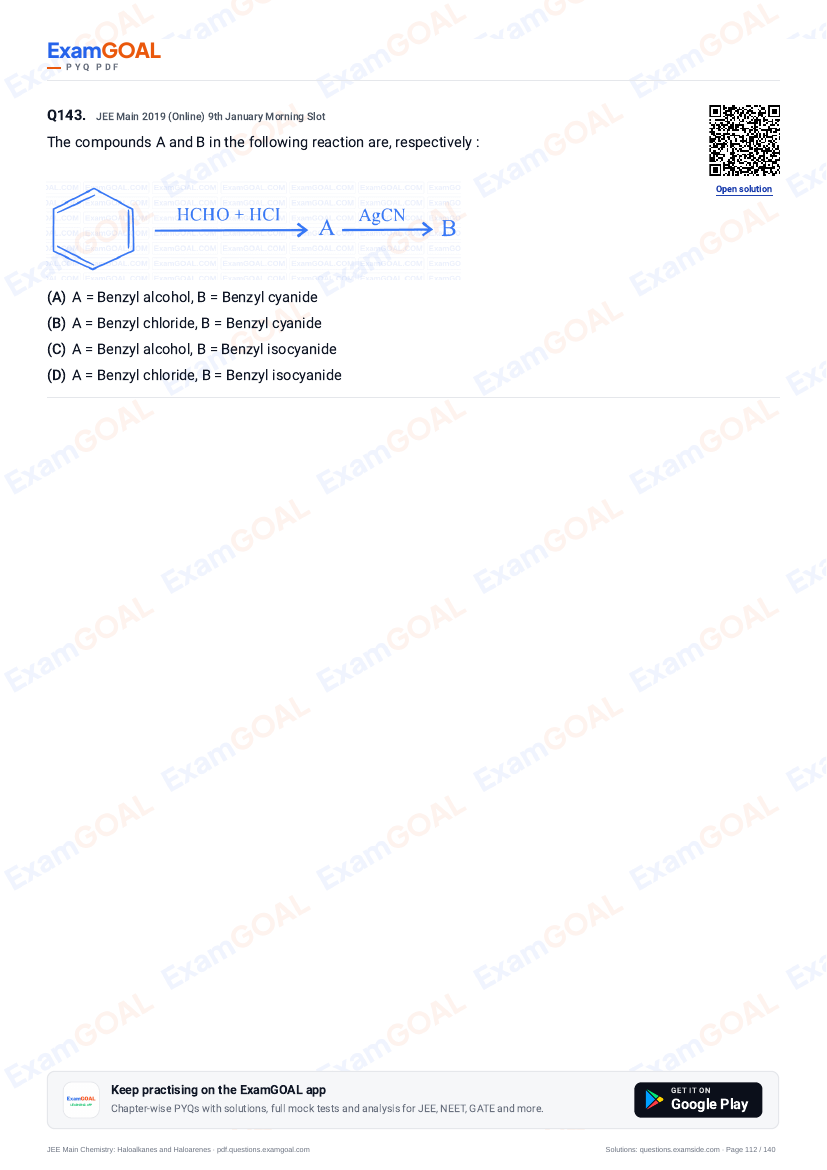 ExamGOAL
PYQ PDF
Q143. JEE Main 2019 (Online) 9th January Morning Slot
The compounds A and B in the following reaction are, respectively :
Open solution
HCHO + HCl
A
AgCN
B
(A) A = Benzyl alcohol, B = Benzyl cyanide
(B) A = Benzyl chloride, B = Benzyl cyanide
(C) A = Benzyl alcohol, B = Benzyl isocyanide
(D) A = Benzyl chloride, B = Benzyl isocyanide
Keep practising on the ExamGOAL app
Chapter-wise PYQs with solutions, full mock tests and analysis for JEE, NEET, GATE and more.
GET IT ON
Google Play
JEE Main Chemistry: Haloalkanes and Haloarenes · pdf.questions.examgoal.com
Solutions: questions.examside.com · Page 112 / 140